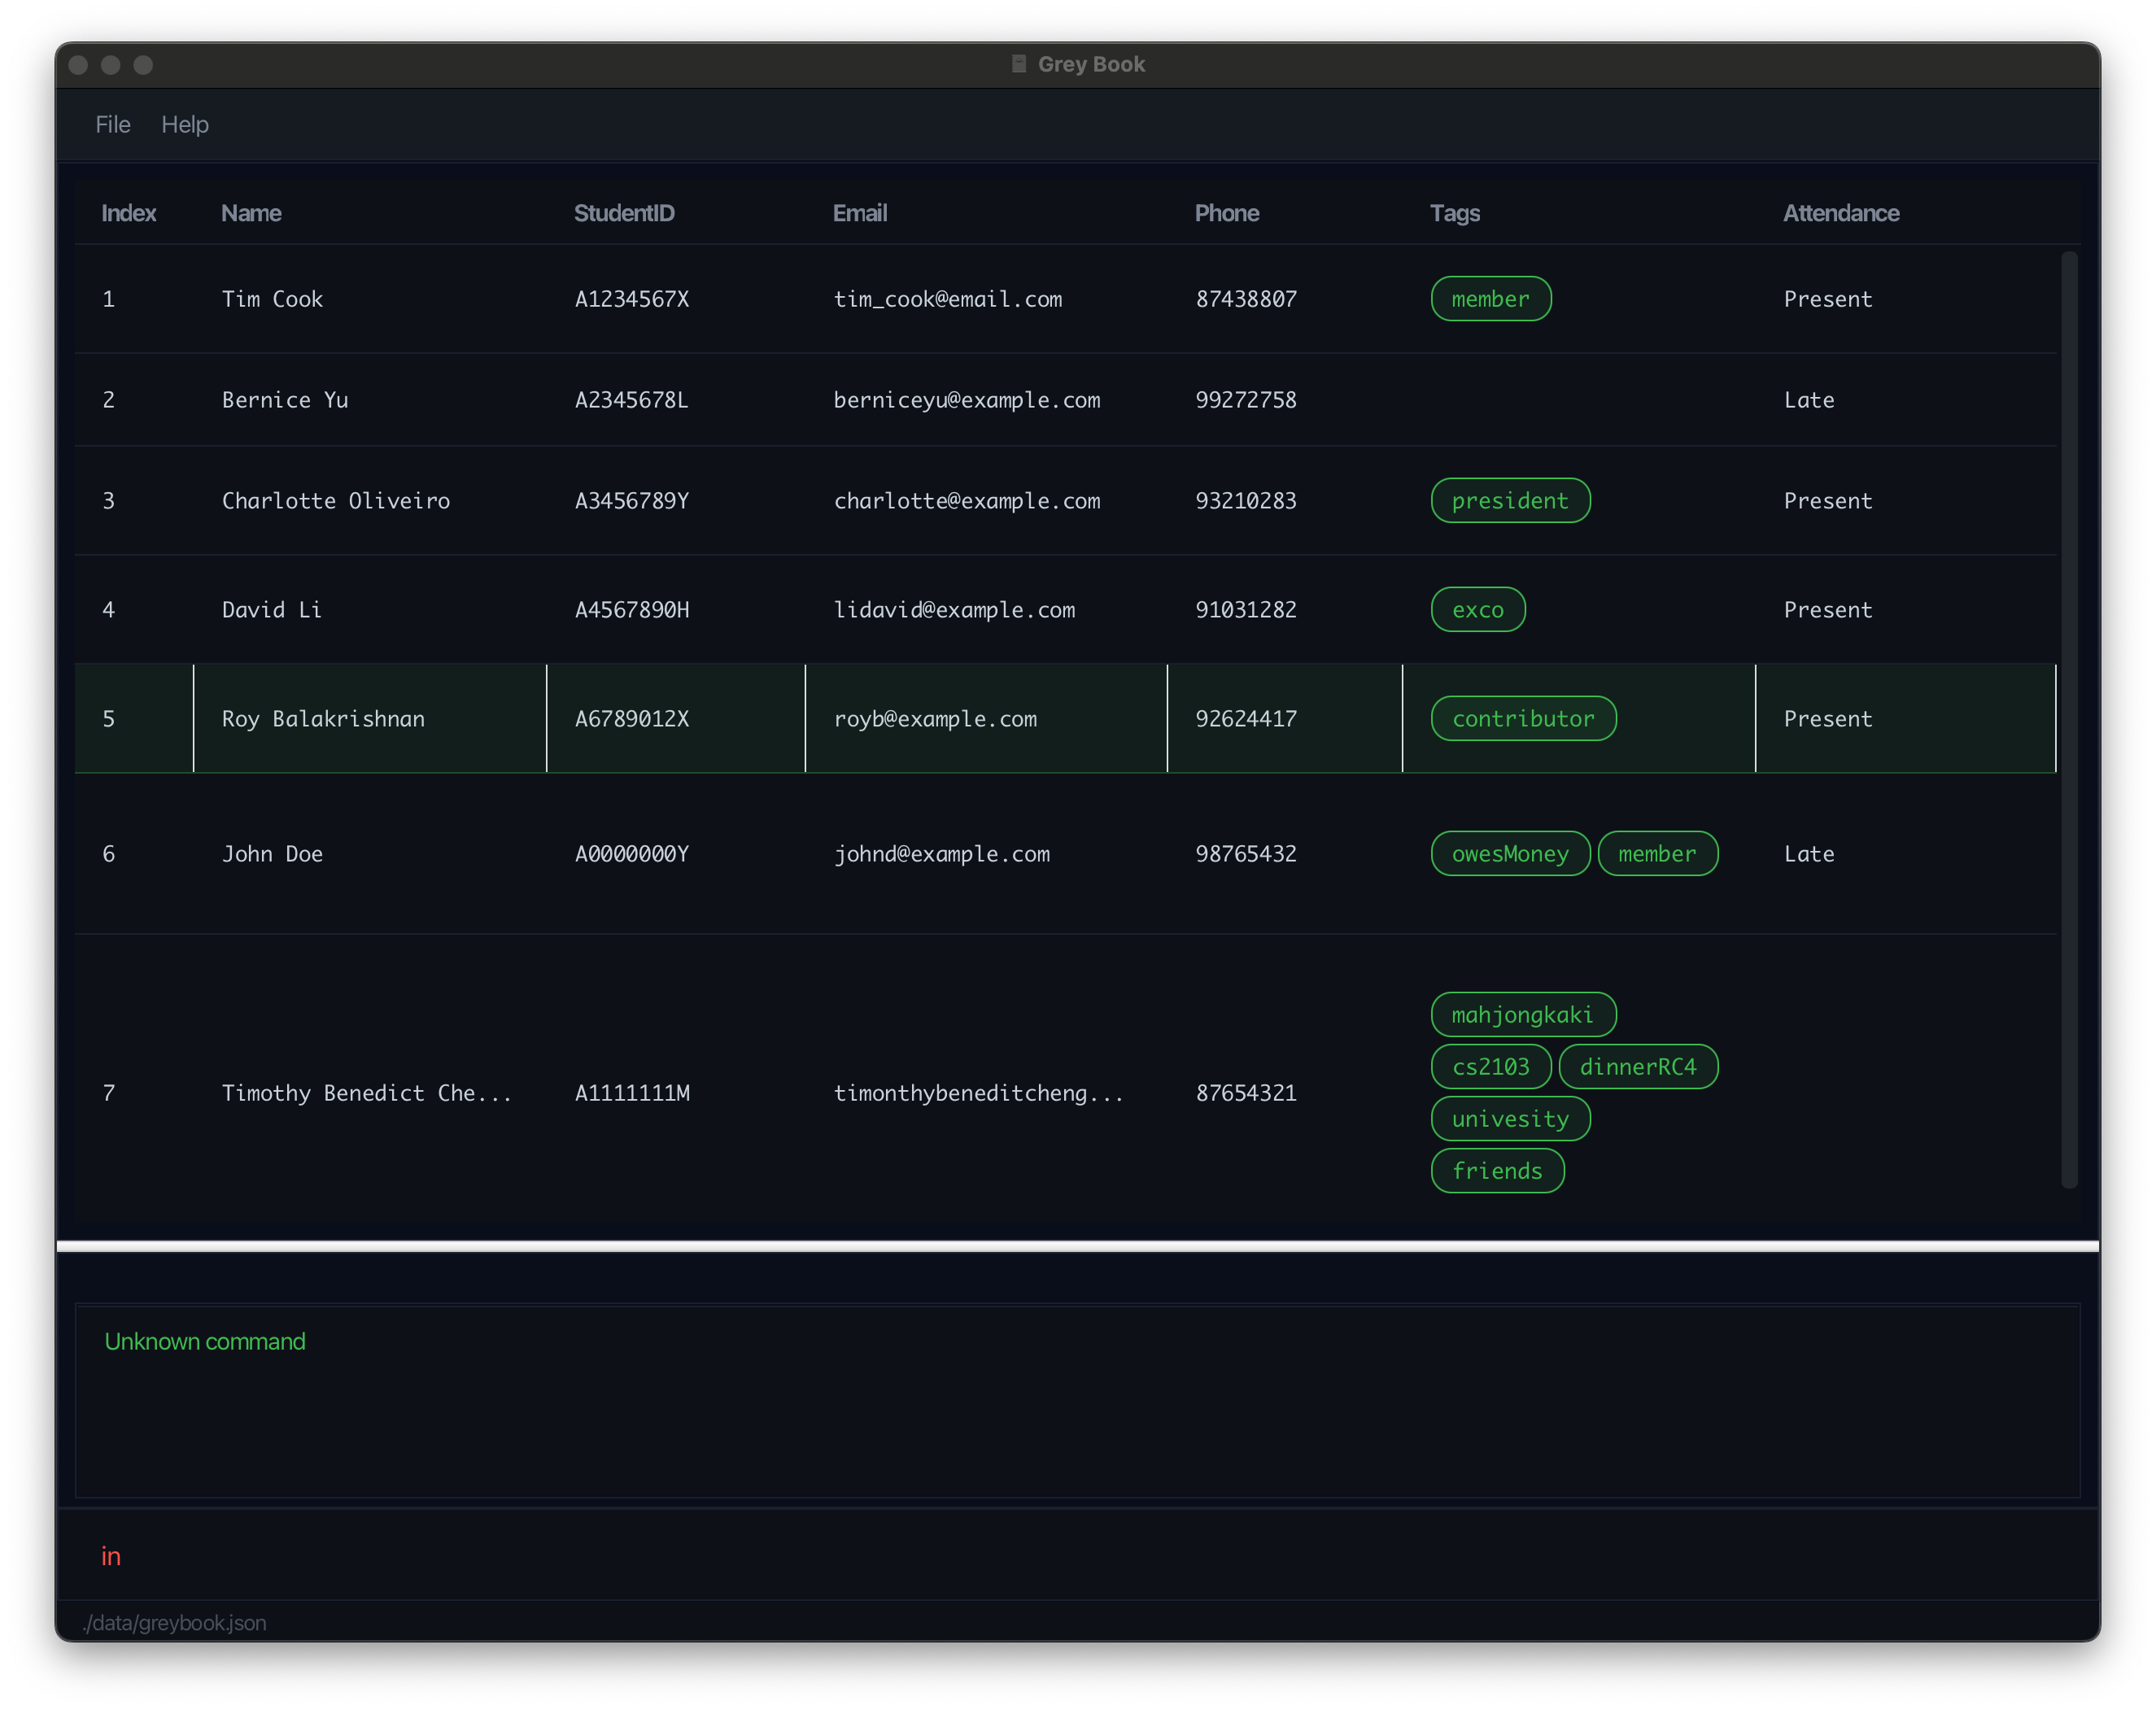 Grey Book
File Help
Index Name StudentID Email Phone Tags Attendance
1 Tim Cook A1234567X tim_cook@email.com 87438807 member Present
2 Bernice Yu A2345678L berniceyu@example.com 99272758 Late
3 Charlotte Oliveiro A3456789Y charlotte@example.com 93210283 president Present
4 David Li A4567890H lidavid@example.com 91031282 exco Present
5 Roy Balakrishnan A6789012X royb@example.com 92624417 contributor Present
6 John Doe A0000000Y johnd@example.com 98765432 owesMoney member Late
mahjongkaki
cs2103 dinnerRC4
7 Timothy Benedict Che... A1111111M timonthybeneditcheng... 87654321
univesity
friends
Unknown command
in
./data/greybook.json